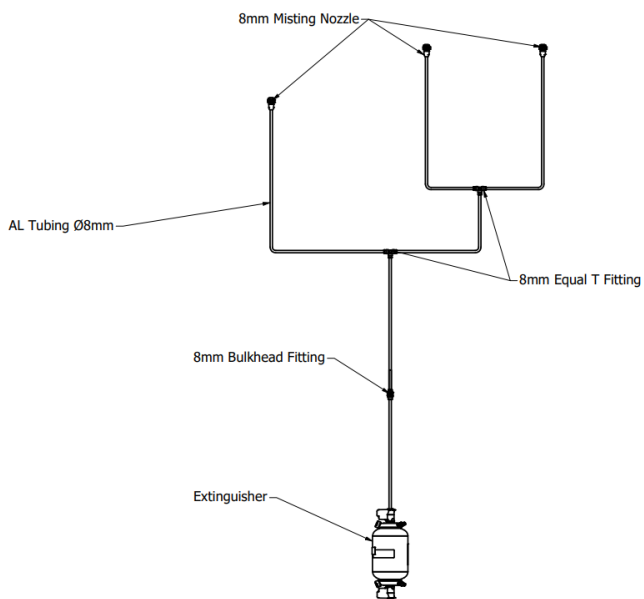 8mm Misting Nozzle
AL Tubing Ø8mm
8mm Equal T Fitting
8mm Bulkhead Fitting
Extinguisher